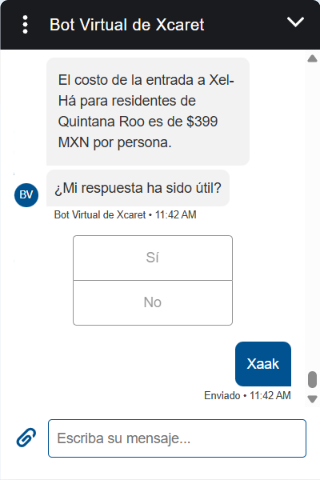 Bot Virtual de Xcaret
El costo de la entrada a Xel-
Há para residentes de
Quintana Roo es de $399
MXN por persona.
¿Mi respuesta ha sido útil?
BV
Bot Virtual de Xcaret • 11:42 AM
Sí
No
Xaak
Enviado • 11:42 AM
Escriba su mensaje...